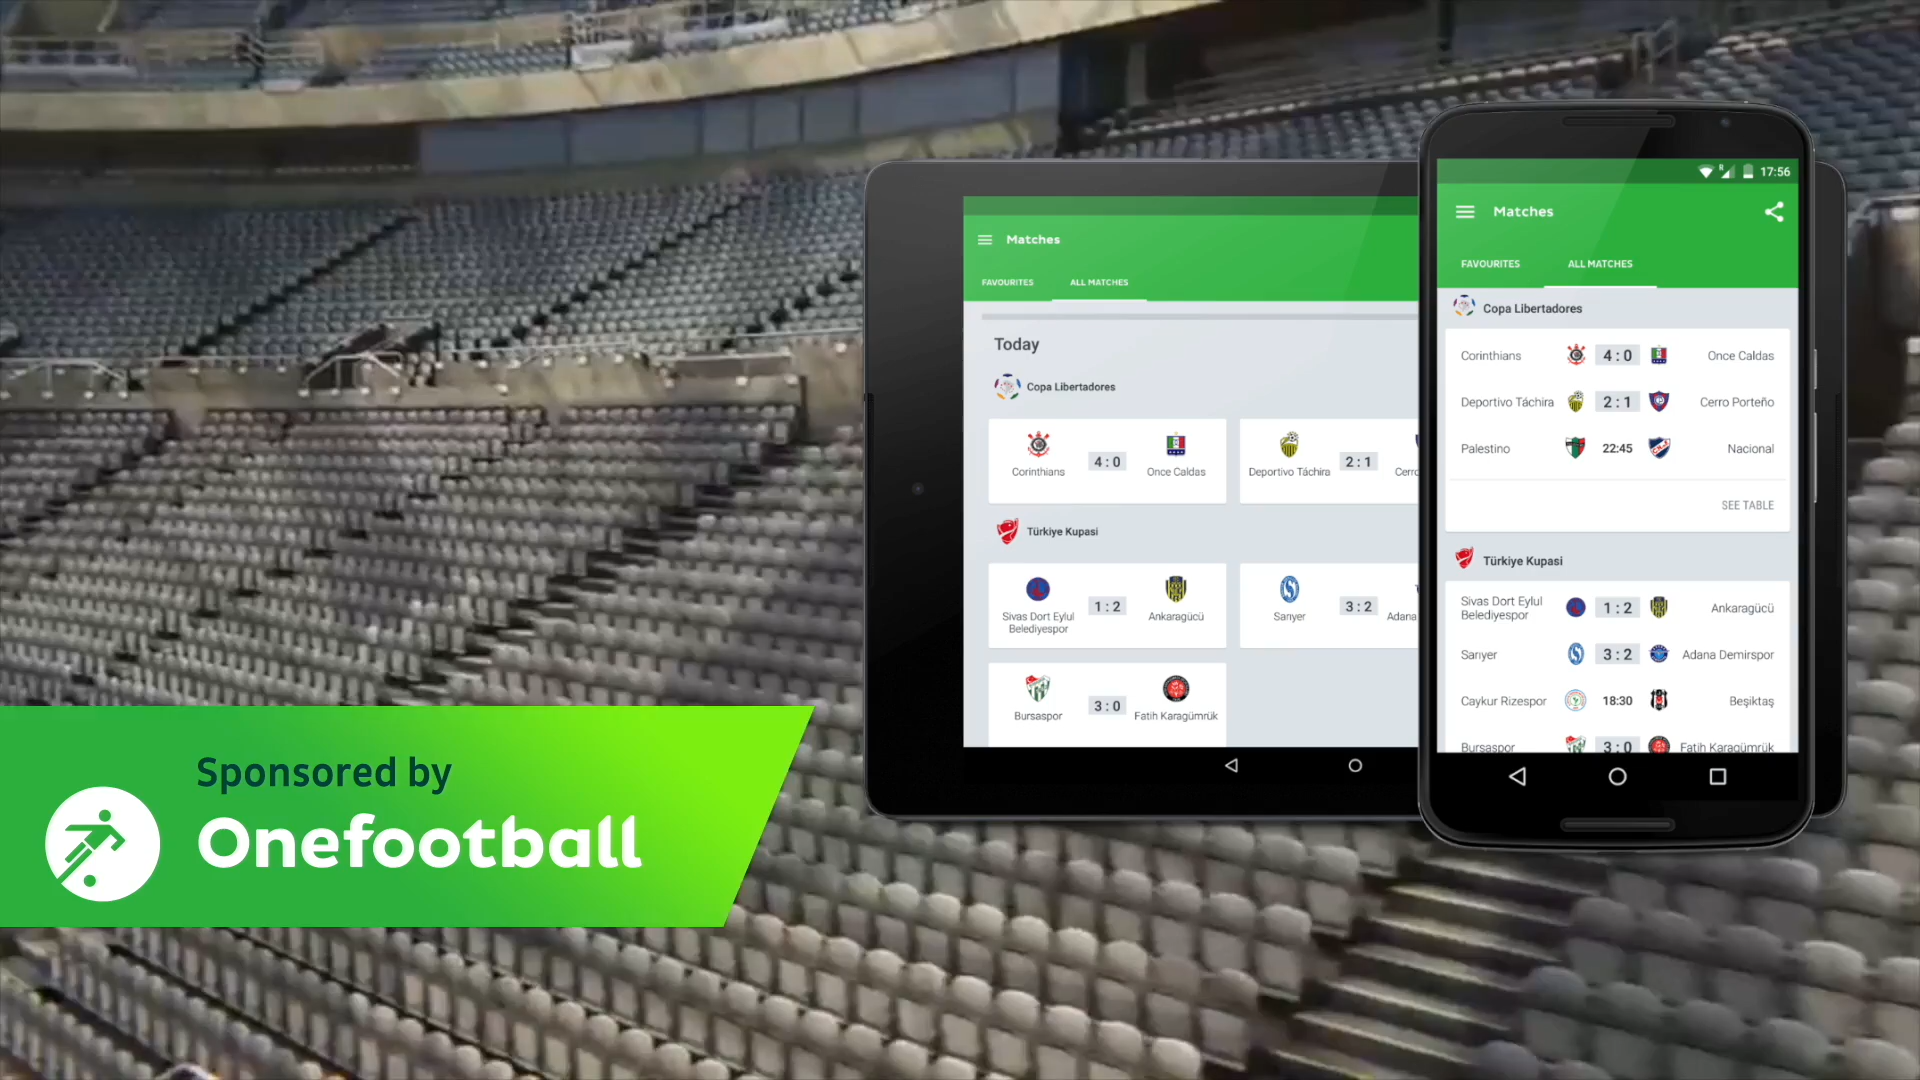 Matches
FAVOURITES ALL MATCHES
Today
Copa Libertadores
Corinthians 4:0 Once Caldas
Deportivo Táchira 2:1 Cerro
Türkiye Kupasi
Sivas Dort Eylul Belediyespor 1:2 Ankaragücü
Sarıyer 3:2 Adana
Bursaspor 3:0 Fatih Karagümrük
17:56
Matches
FAVOURITES ALL MATCHES
Copa Libertadores
Corinthians 4:0 Once Caldas
Deportivo Táchira 2:1 Cerro Porteño
Palestino 22:45 Nacional
SEE TABLE
Türkiye Kupasi
Sivas Dort Eylul
Belediyespor 1:2 Ankaragücü
Sarıyer 3:2 Adana Demirspor
Caykur Rizespor 18:30 Beşiktaş
Bursaspor 3:0 Fatih Karagümrük
Sponsored by
Onefootball